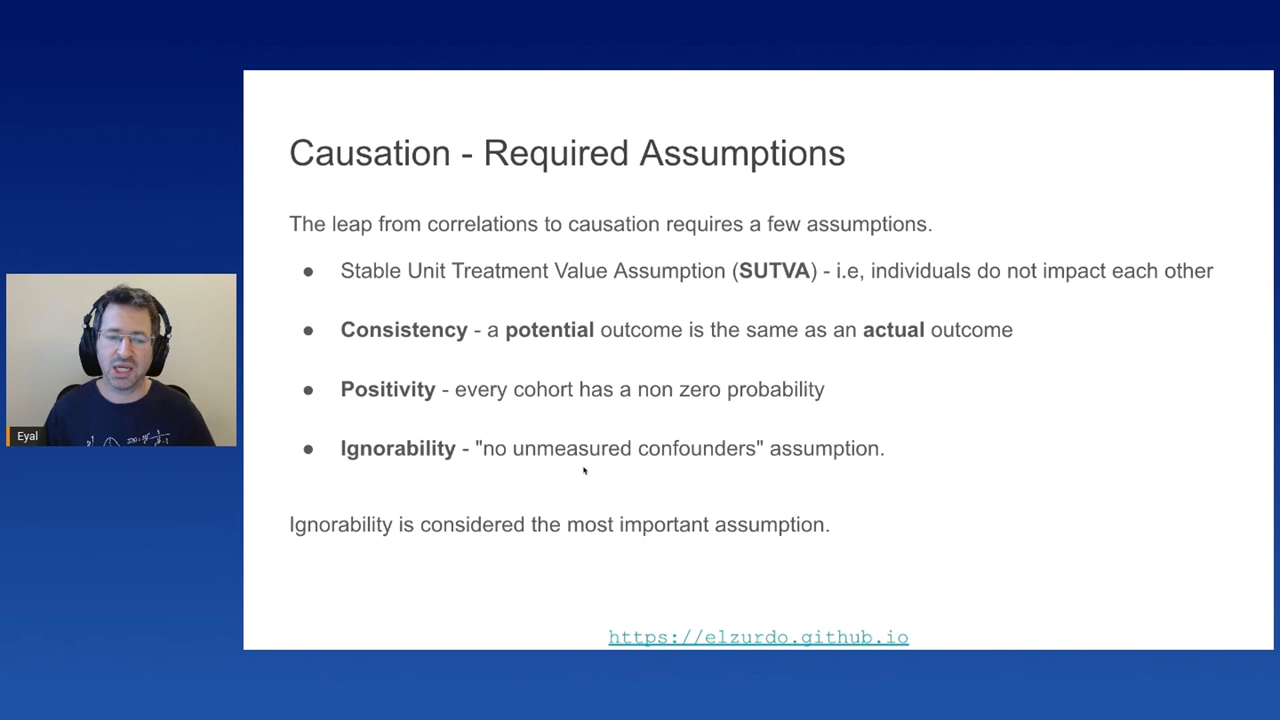 Causation - Required Assumptions
The leap from correlations to causation requires a few assumptions.
● Stable Unit Treatment Value Assumption (SUTVA) - i.e, individuals do not impact each other
● Consistency - a potential outcome is the same as an actual outcome
● Positivity - every cohort has a non zero probability
● Ignorability - "no unmeasured confounders" assumption.
Ignorability is considered the most important assumption.
https://elzurdo.github.io
Eyal